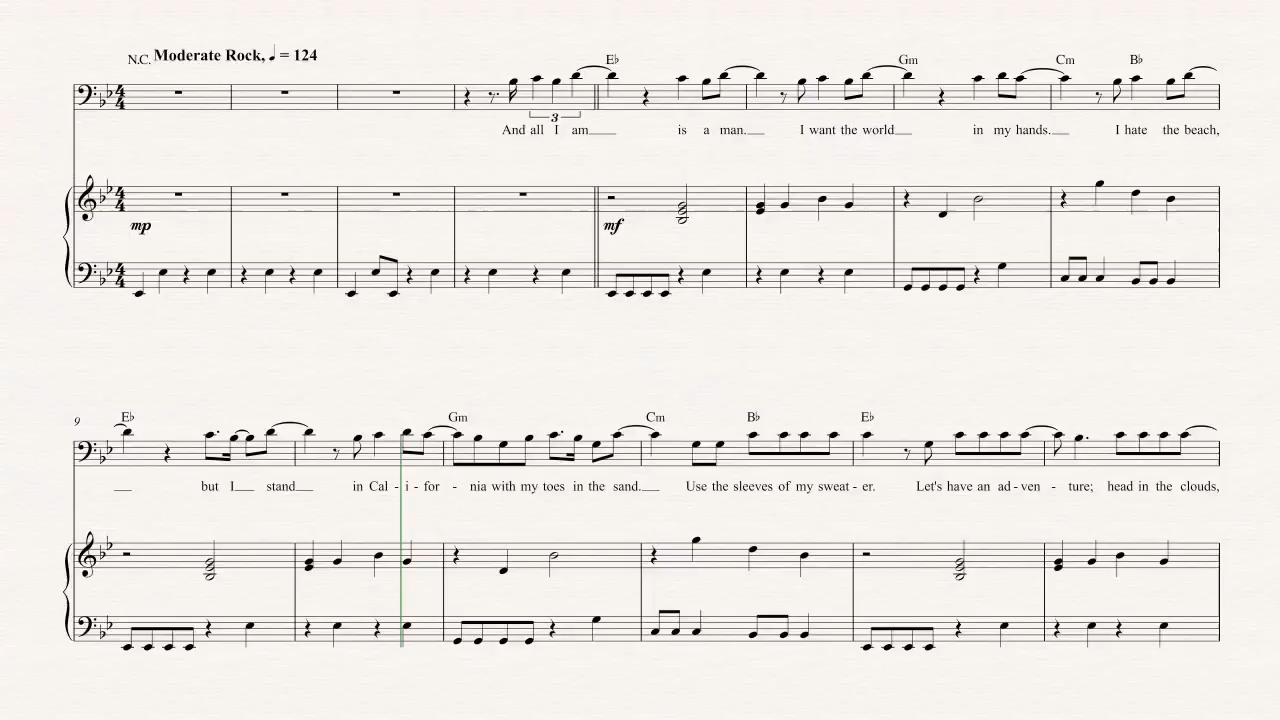 N.C. Moderate Rock, ♩ = 124
E♭ Gm Cm B♭
3
And all I am is a man. I want the world in my hands. I hate the beach,
mp mf
9
E♭ Gm Cm B♭ E♭
but I stand in Cal - i - for - nia with my toes in the sand. Use the sleeves of my sweat - er. Let's have an ad - ven - ture; head in the clouds,